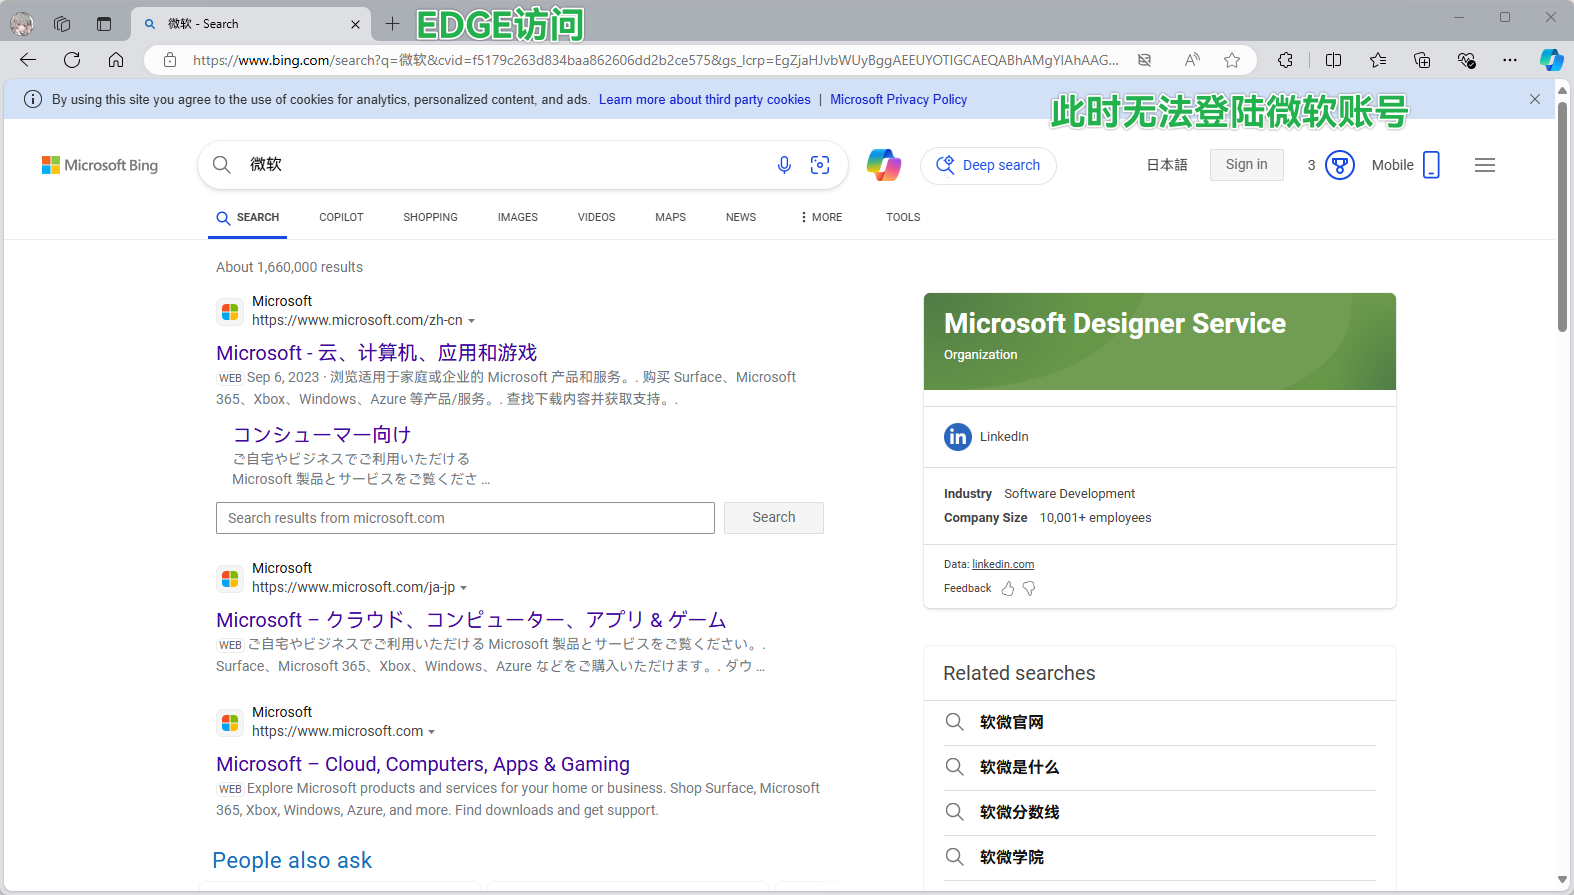 微软 - Search
EDGE访问
https://www.bing.com/search?q=微软&cvid=f5179c263d834baa862606dd2b2ce575&gs_lcrp=EgZjaHJvbWUyBggAEEUYOTIGCAEQABhAMgYIAhAAG...
By using this site you agree to the use of cookies for analytics, personalized content, and ads. Learn more about third party cookies | Microsoft Privacy Policy
此时无法登陆微软账号
Microsoft Bing
微软
Deep search
日本語
Sign in
3
Mobile
SEARCH COPILOT SHOPPING IMAGES VIDEOS MAPS NEWS MORE TOOLS
About 1,660,000 results
Microsoft
https://www.microsoft.com/zh-cn
Microsoft - 云、计算机、应用和游戏
WEB Sep 6, 2023 · 浏览适用于家庭或企业的 Microsoft 产品和服务。. 购买 Surface、Microsoft
365、Xbox、Windows、Azure 等产品/服务。. 查找下载内容并获取支持。.
コンシューマー向け
ご自宅やビジネスでご利用いただける
Microsoft 製品とサービスをご覧くださ ...
Search results from microsoft.com
Search
Microsoft
https://www.microsoft.com/ja-jp
Microsoft – クラウド、コンピューター、アプリ & ゲーム
WEB ご自宅やビジネスでご利用いただける Microsoft 製品とサービスをご覧ください。.
Surface、Microsoft 365、Xbox、Windows、Azure などをご購入いただけます。. ダウ ...
Microsoft
https://www.microsoft.com
Microsoft – Cloud, Computers, Apps & Gaming
WEB Explore Microsoft products and services for your home or business. Shop Surface, Microsoft
365, Xbox, Windows, Azure, and more. Find downloads and get support.
People also ask
Microsoft Designer Service
Organization
LinkedIn
Industry Software Development
Company Size 10,001+ employees
Data: linkedin.com
Feedback
Related searches
软微官网
软微是什么
软微分数线
软微学院